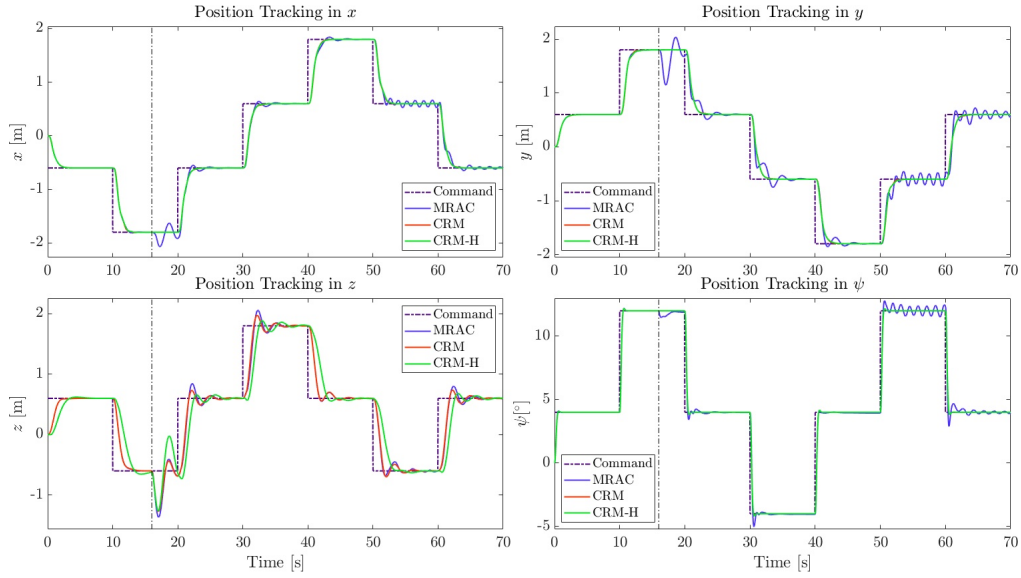 Position Tracking in x
2
1
0
-1
-2
x [m]
0 10 20 30 40 50 60 70
Command
MRAC
CRM
CRM-H
Position Tracking in y
2
1
0
-1
-2
y [m]
0 10 20 30 40 50 60 70
Command
MRAC
CRM
CRM-H
Position Tracking in z
2
1
0
-1
z [m]
0 10 20 30 40 50 60 70
Time [s]
Command
MRAC
CRM
CRM-H
Position Tracking in ψ
10
5
0
-5
ψ[°]
0 10 20 30 40 50 60 70
Time [s]
Command
MRAC
CRM
CRM-H